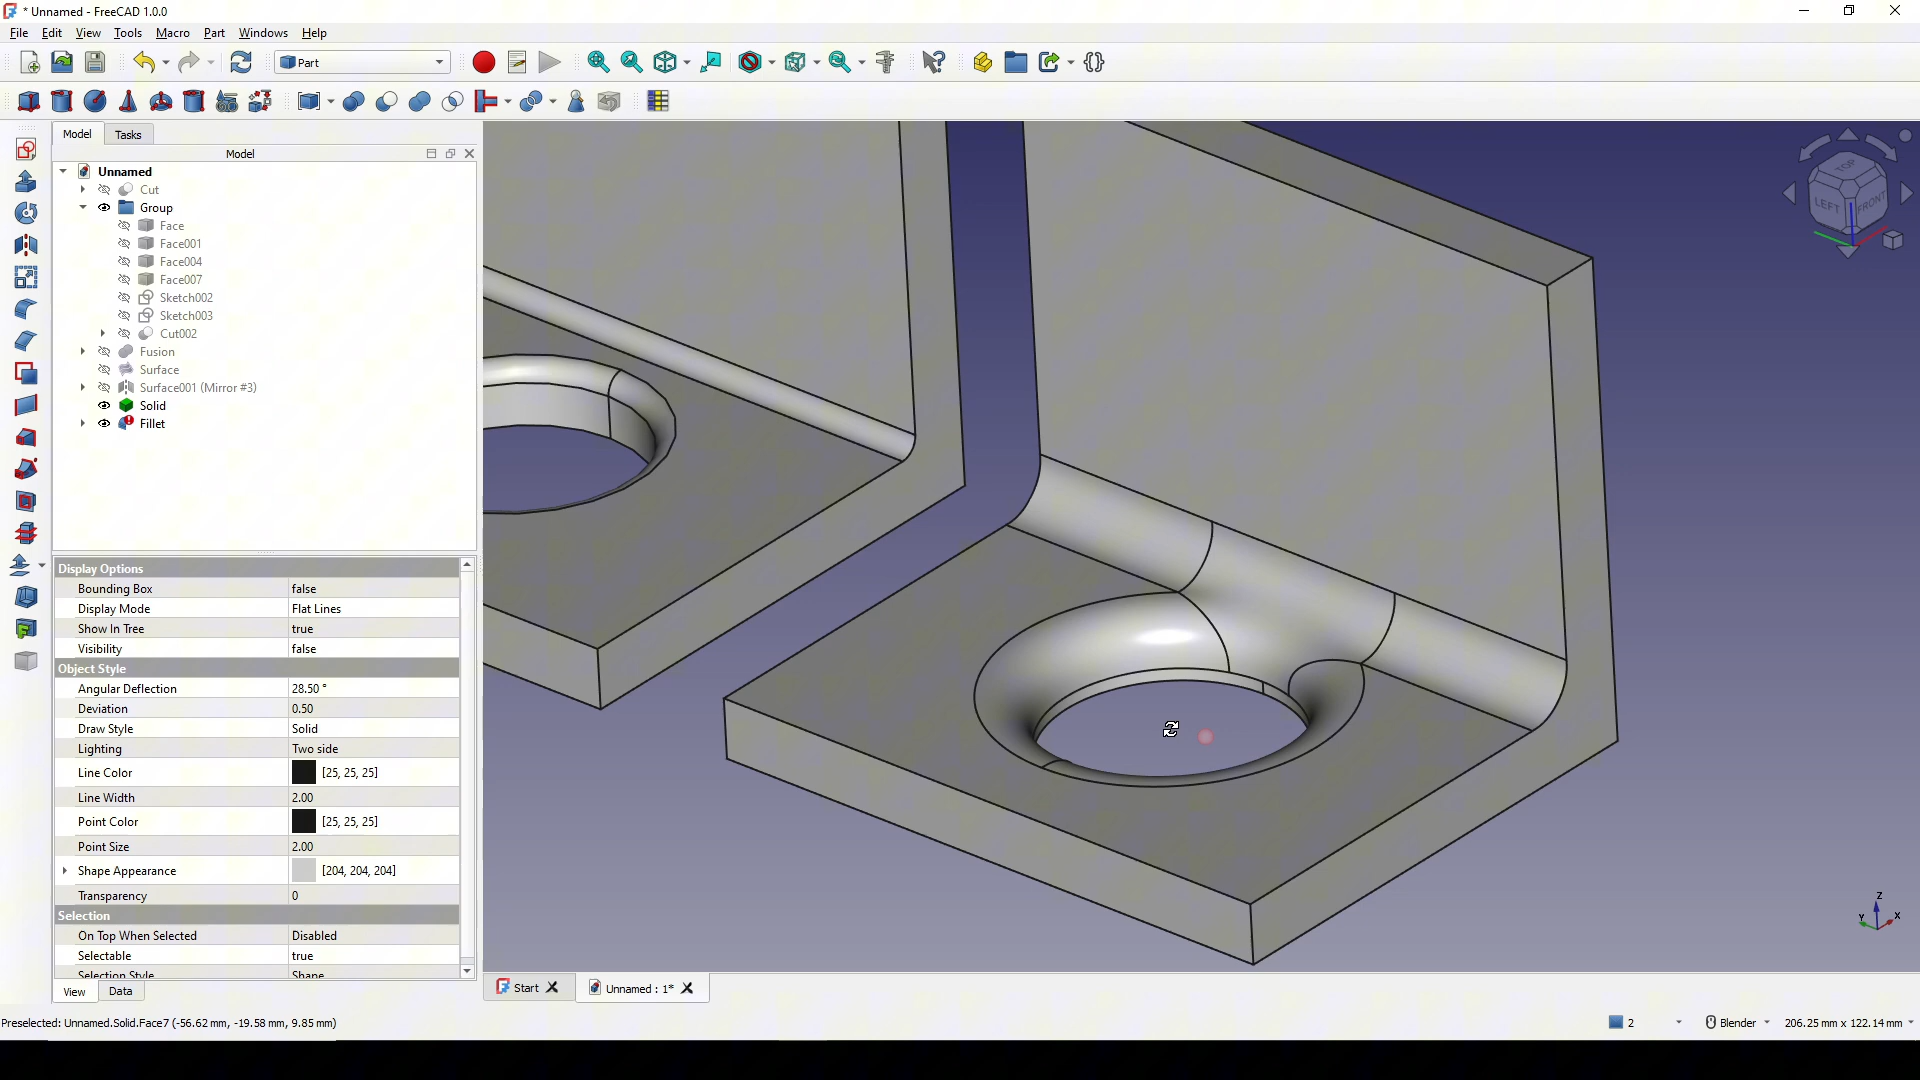 * Unnamed - FreeCAD 1.0.0
File Edit View Tools Macro Part Windows Help
Part
Model Tasks
Model
Unnamed
Cut
Group
Face
Face001
Face004
Face007
Sketch002
Sketch003
Cut002
Fusion
Surface
Surface001 (Mirror #3)
Solid
Fillet
Display Options
Bounding Box false
Display Mode Flat Lines
Show In Tree true
Visibility false
Object Style
Angular Deflection 28.50 °
Deviation 0.50
Draw Style Solid
Lighting Two side
Line Color [25, 25, 25]
Line Width 2.00
Point Color [25, 25, 25]
Point Size 2.00
Shape Appearance [204, 204, 204]
Transparency 0
Selection
On Top When Selected Disabled
Selectable true
Selection Style Shape
View Data
TOP
LEFT FRONT
Z
Y X
Start Unnamed : 1*
Preselected: Unnamed.Solid.Face7 (-56.62 mm, -19.58 mm, 9.85 mm)
2 Blender 206.25 mm x 122.14 mm